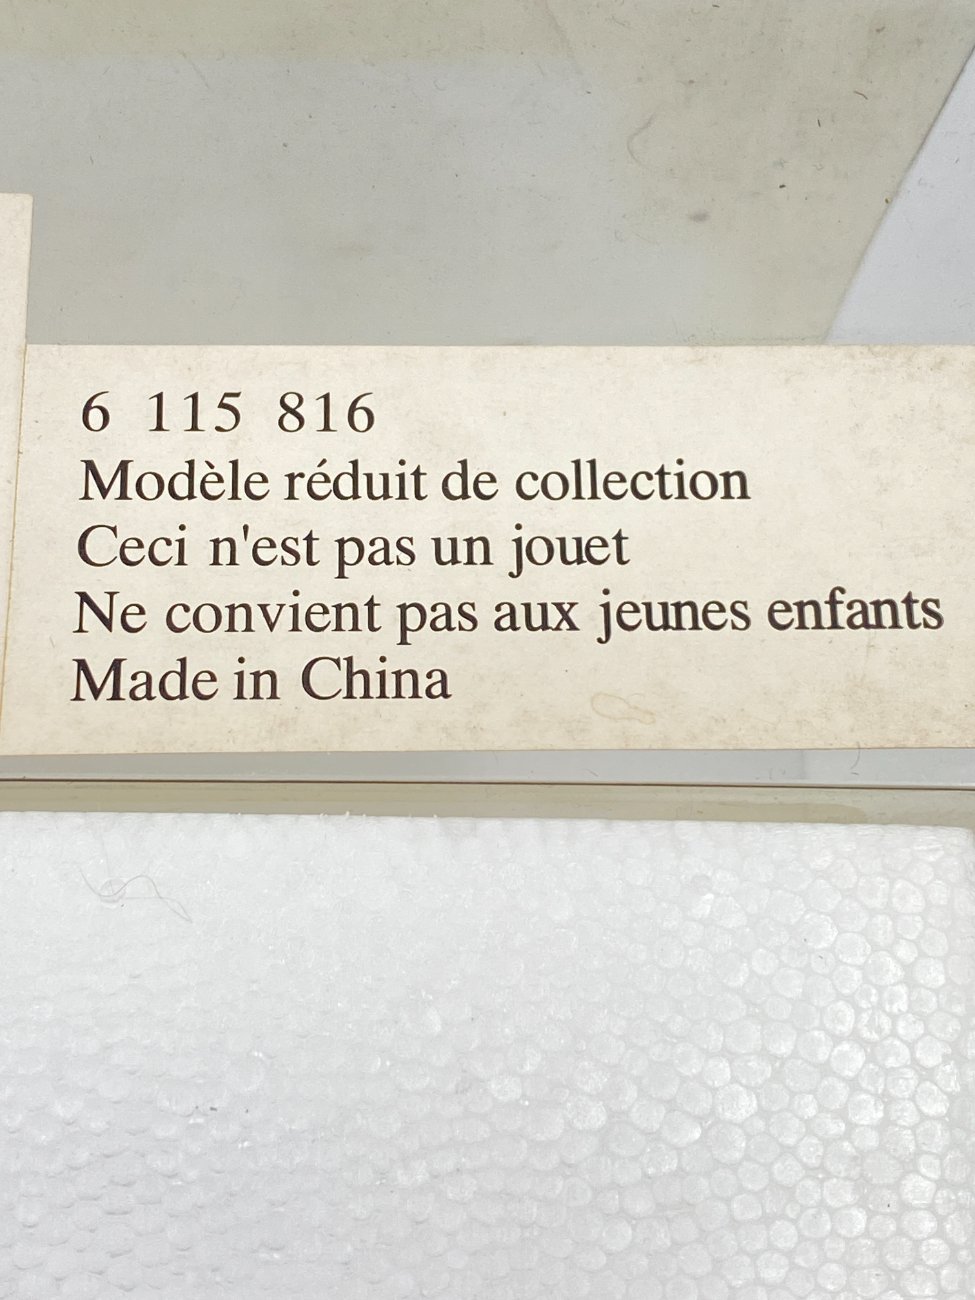 6 115 816
Modèle réduit de collection
Ceci n'est pas un jouet
Ne convient pas aux jeunes enfants
Made in China